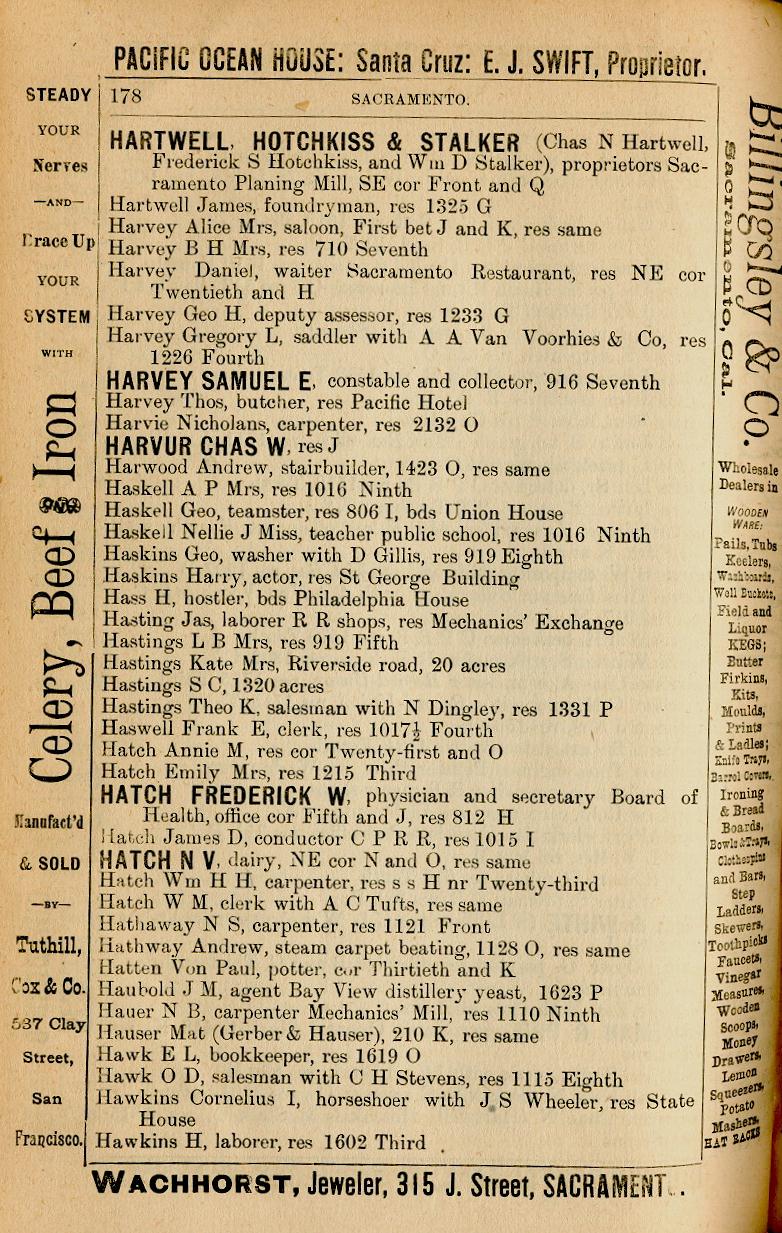 PACIFIC OCEAN HOUSE: Santa Cruz: E. J. SWIFT, Proprietor.
178 SACRAMENTO.
HARTWELL, HOTCHKISS & STALKER (Chas N Hartwell,
Frederick S Hotchkiss, and Wm D Stalker), proprietors Sac-
ramento Planing Mill, SE cor Front and Q
Hartwell James, foundryman, res 1325 G
Harvey Alice Mrs, saloon, First bet J and K, res same
Harvey B H Mrs, res 710 Seventh
Harvey Daniel, waiter Sacramento Restaurant, res NE cor
Twentieth and H
Harvey Geo H, deputy assessor, res 1233 G
Harvey Gregory L, saddler with A A Van Voorhies & Co, res
1226 Fourth
HARVEY SAMUEL E, constable and collector, 916 Seventh
Harvey Thos, butcher, res Pacific Hotel
Harvie Nicholans, carpenter, res 2132 O
HARVUR CHAS W, res J
Harwood Andrew, stairbuilder, 1423 O, res same
Haskell A P Mrs, res 1016 Ninth
Haskell Geo, teamster, res 806 I, bds Union House
Haskell Nellie J Miss, teacher public school, res 1016 Ninth
Haskins Geo, washer with D Gillis, res 919 Eighth
Haskins Harry, actor, res St George Building
Hass H, hostler, bds Philadelphia House
Hasting Jas, laborer R R shops, res Mechanics' Exchange
Hastings L B Mrs, res 919 Fifth
Hastings Kate Mrs, Riverside road, 20 acres
Hastings S C, 1320 acres
Hastings Theo K, salesman with N Dingley, res 1331 P
Haswell Frank E, clerk, res 1017½ Fourth
Hatch Annie M, res cor Twenty-first and O
Hatch Emily Mrs, res 1215 Third
HATCH FREDERICK W, physician and secretary Board of
Health, office cor Fifth and J, res 812 H
Hatch James D, conductor C P R R, res 1015 I
HATCH N V, dairy, NE cor N and O, res same
Hatch Wm H H, carpenter, res s s H nr Twenty-third
Hatch W M, clerk with A C Tufts, res same
Hathaway N S, carpenter, res 1121 Front
Hathway Andrew, steam carpet beating, 1128 O, res same
Hatten Von Paul, potter, cor Thirtieth and K
Haubold J M, agent Bay View distillery yeast, 1623 P
Hauer N B, carpenter Mechanics' Mill, res 1110 Ninth
Hauser Mat (Gerber & Hauser), 210 K, res same
Hawk E L, bookkeeper, res 1619 O
Hawk O D, salesman with C H Stevens, res 1115 Eighth
Hawkins Cornelius I, horseshoer with J S Wheeler, res State
House
Hawkins H, laborer, res 1602 Third
WACHHORST, Jeweler, 315 J. Street, SACRAMENT..
STEADY
YOUR
Nerves
—AND—
Brace Up
YOUR
SYSTEM
WITH
Celery, Beef & Iron
Manufact'd
& SOLD
—BY—
Tuthill,
Cox & Co.
537 Clay
Street,
San
Francisco.
Billingsley & Co.
Sacramento, Cal.
Wholesale
Dealers in
WOODEN
WARE:
Pails, Tubs
Keelers,
Washboards,
Well Buckets,
Field and
Liquor
KEGS;
Butter
Firkins,
Kits,
Moulds,
Prints
& Ladles;
Knife Trays,
Barrel Covers,
Ironing
& Bread
Boards,
Bowls & Trays,
Clothespins
and Bars,
Step
Ladders,
Skewers,
Toothpicks
Faucets,
Vinegar
Measures,
Wooden
Scoops,
Money
Drawers,
Lemon
Squeezers,
Potato
Mashers,
HAT RACKS